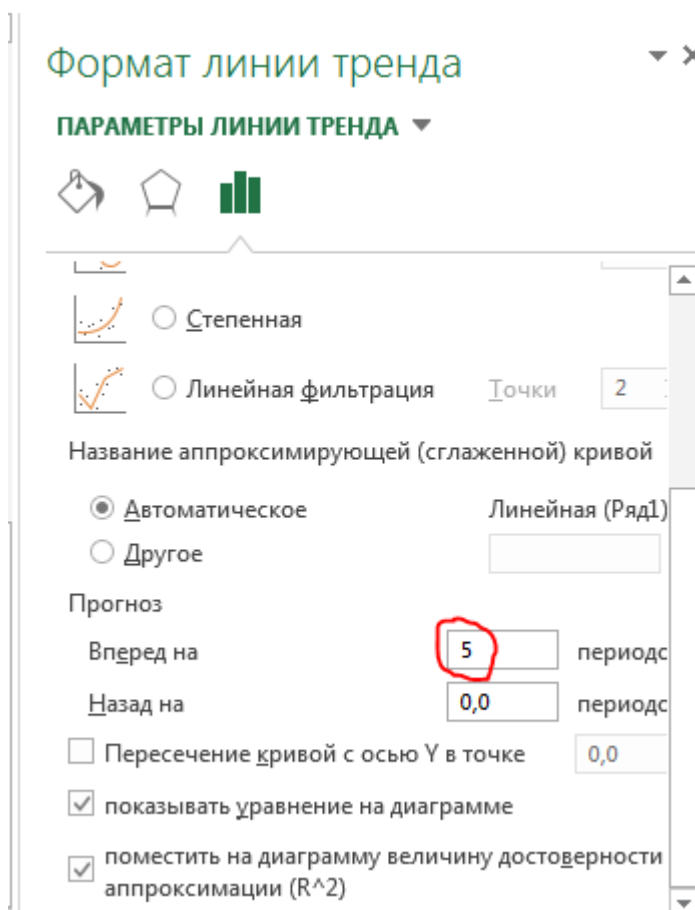 Формат линии тренда
ПАРАМЕТРЫ ЛИНИИ ТРЕНДА
Степенная
Линейная фильтрация Точки 2
Название аппроксимирующей (сглаженной) кривой
Автоматическое Линейная (Ряд1)
Другое
Прогноз
Вперед на 5 периодс
Назад на 0,0 периодс
Пересечение кривой с осью Y в точке 0,0
показывать уравнение на диаграмме
поместить на диаграмму величину достоверности
аппроксимации (R^2)